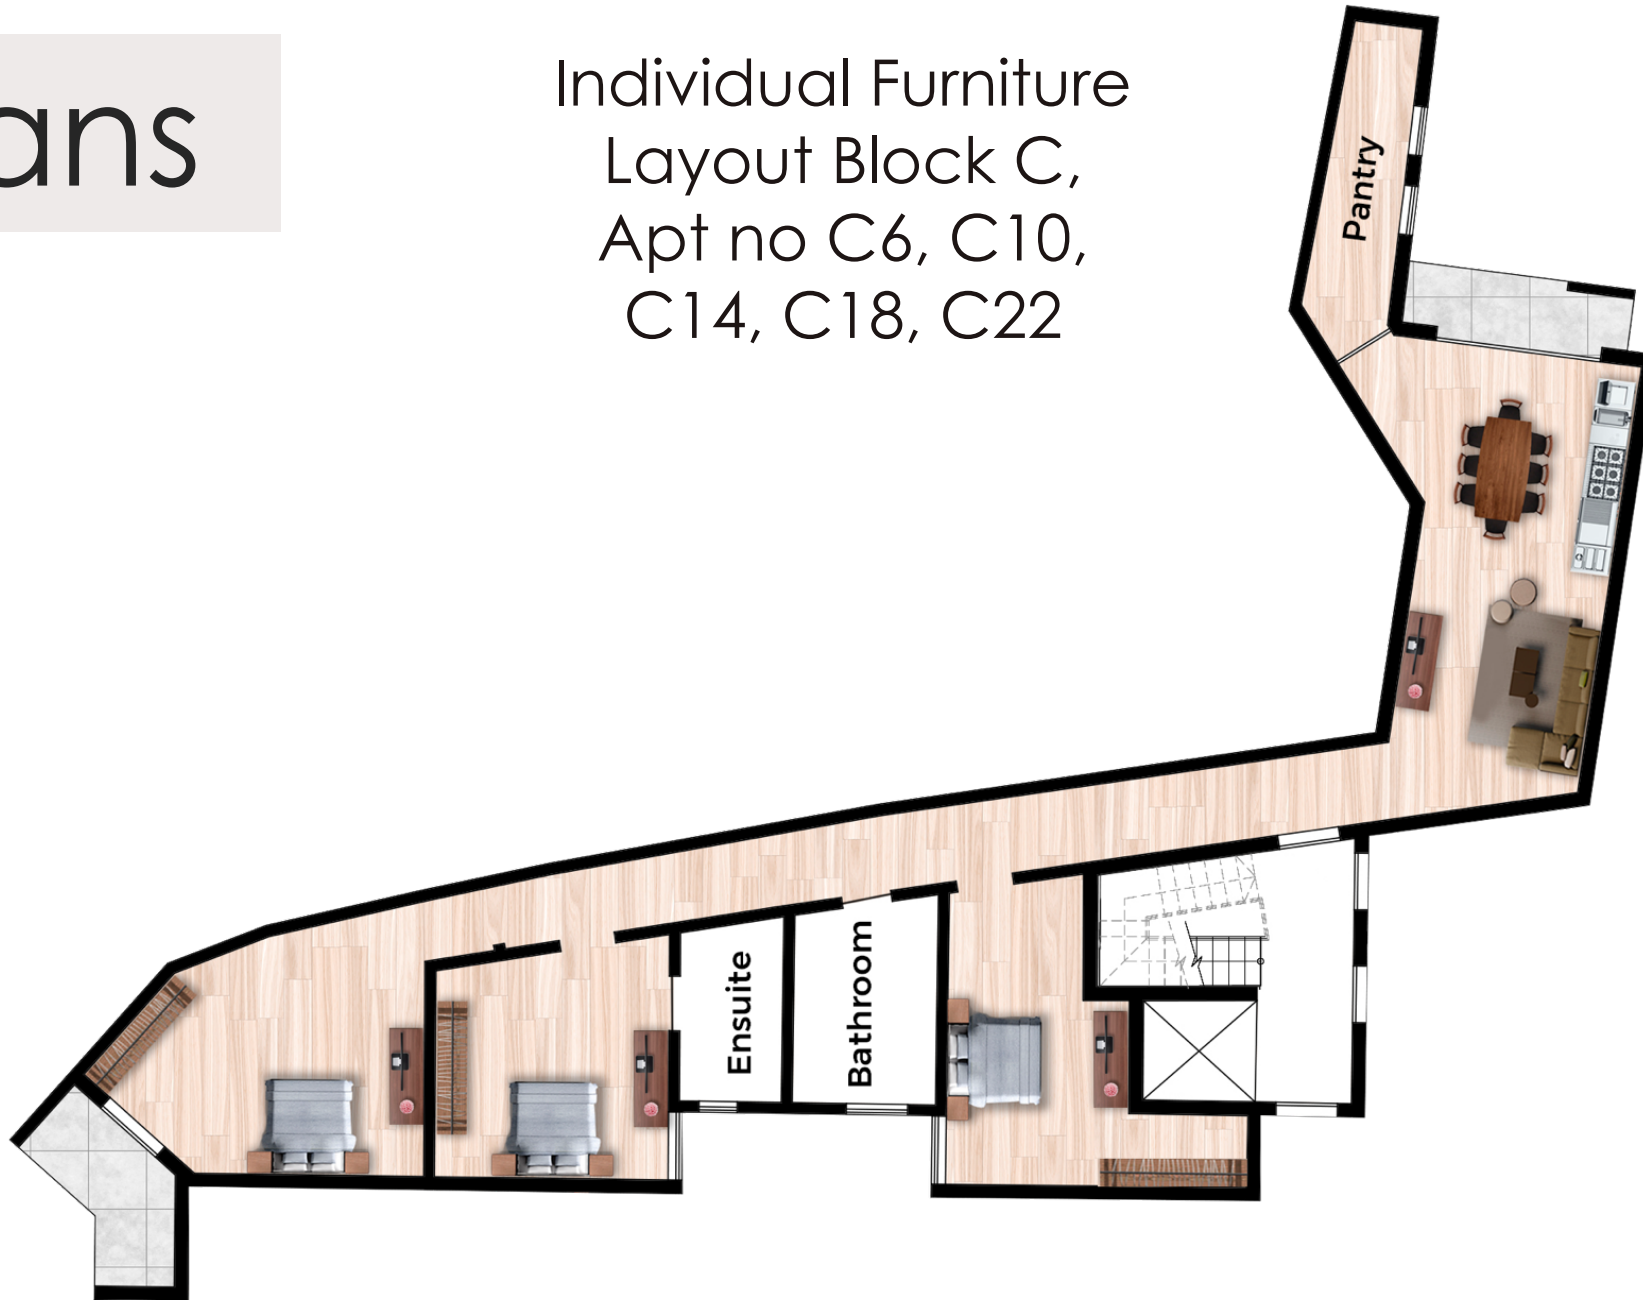 ans
Individual Furniture
Layout Block C,
Apt no C6, C10,
C14, C18, C22
Pantry
Ensuite
Bathroom